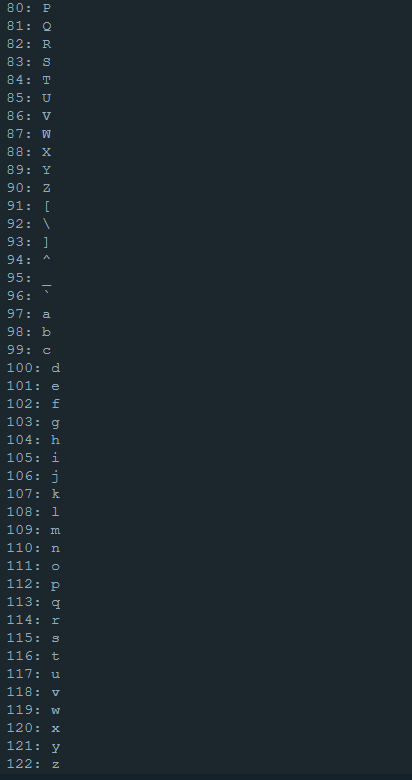 80: P
81: Q
82: R
83: S
84: T
85: U
86: V
87: W
88: X
89: Y
90: Z
91: [
92: \
93: ]
94: ^
95: _
96: `
97: a
98: b
99: c
100: d
101: e
102: f
103: g
104: h
105: i
106: j
107: k
108: l
109: m
110: n
111: o
112: p
113: q
114: r
115: s
116: t
117: u
118: v
119: w
120: x
121: y
122: z